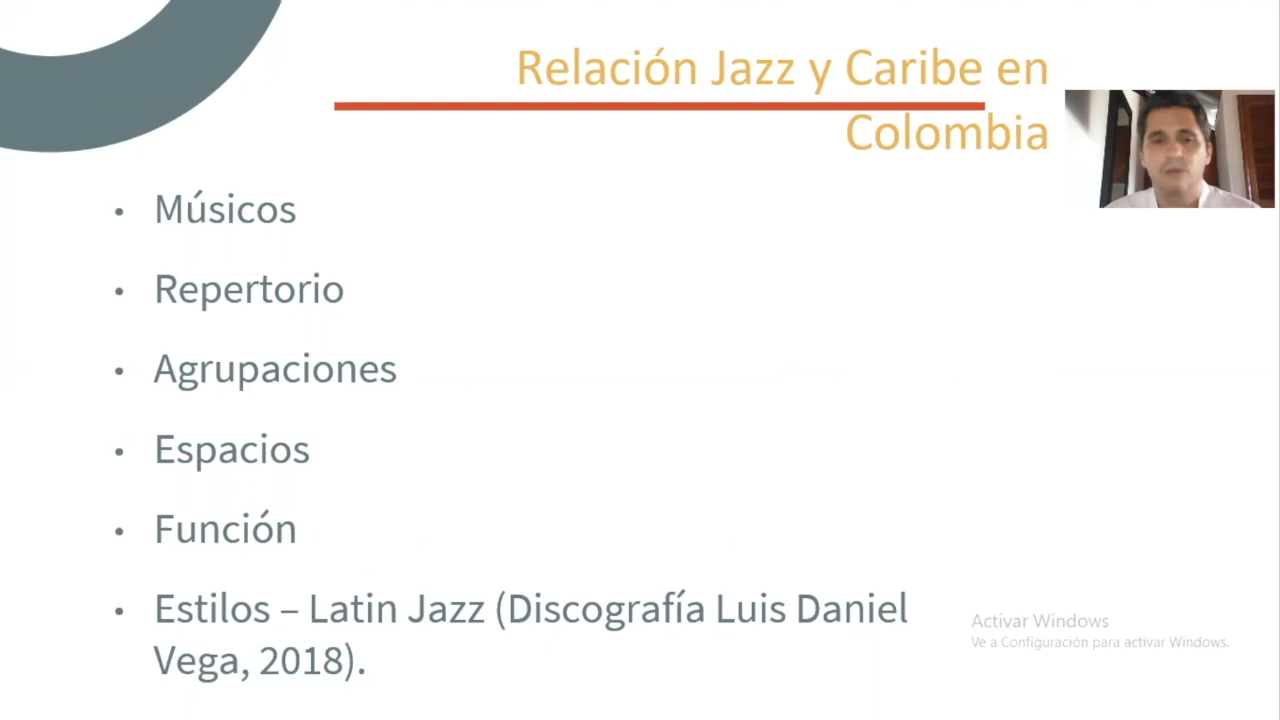 Relación Jazz y Caribe en
Colombia
• Músicos
• Repertorio
• Agrupaciones
• Espacios
• Función
• Estilos – Latin Jazz (Discografía Luis Daniel
Vega, 2018).
Activar Windows
Ve a Configuración para activar Windows.